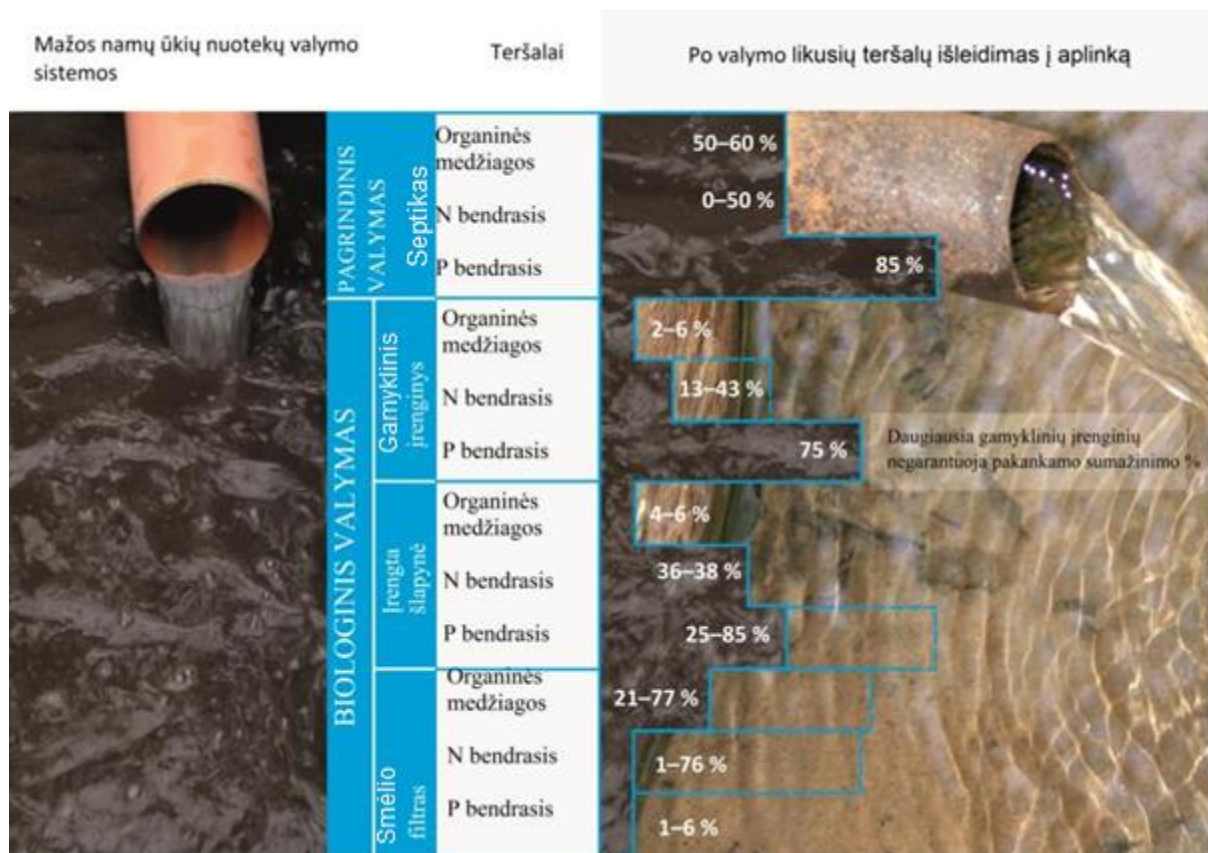 Mažos namų ūkių nuotekų valymo
sistemos
Teršalai
Po valymo likusių teršalų išleidimas į aplinką
PAGRINDINIS
VALYMAS
Septikas
Organinės
medžiagos
50–60 %
N bendrasis
0–50 %
P bendrasis
85 %
BIOLOGINIS VALYMAS
Gamyklinis
įrenginys
Organinės
medžiagos
2–6 %
N bendrasis
13–43 %
P bendrasis
75 %
Daugiausia gamyklinių įrenginių
negarantuoja pakankamo sumažinimo %
Įrengta
šlapynė
Organinės
medžiagos
4–6 %
N bendrasis
36–38 %
P bendrasis
25–85 %
Smėlio
filtras
Organinės
medžiagos
21–77 %
N bendrasis
1–76 %
P bendrasis
1–6 %